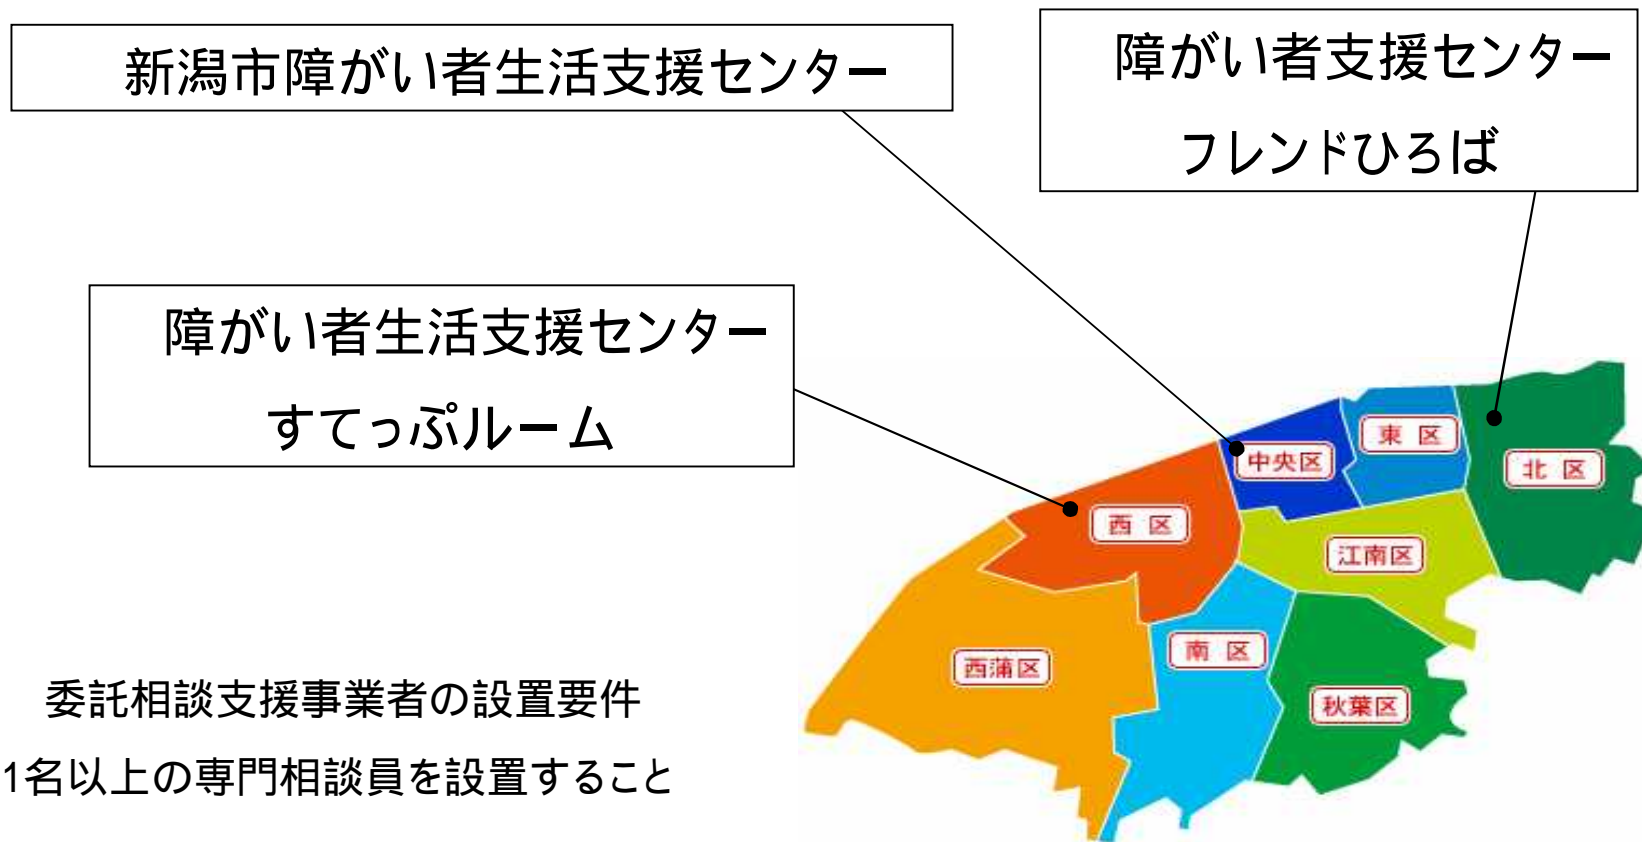 新潟市障がい者生活支援センター
障がい者支援センター
フレンドひろば
障がい者生活支援センター
すてっぷルーム
東 区
中央区
北 区
西 区
江南区
南 区
西蒲区
秋葉区
委託相談支援事業者の設置要件
1名以上の専門相談員を設置すること